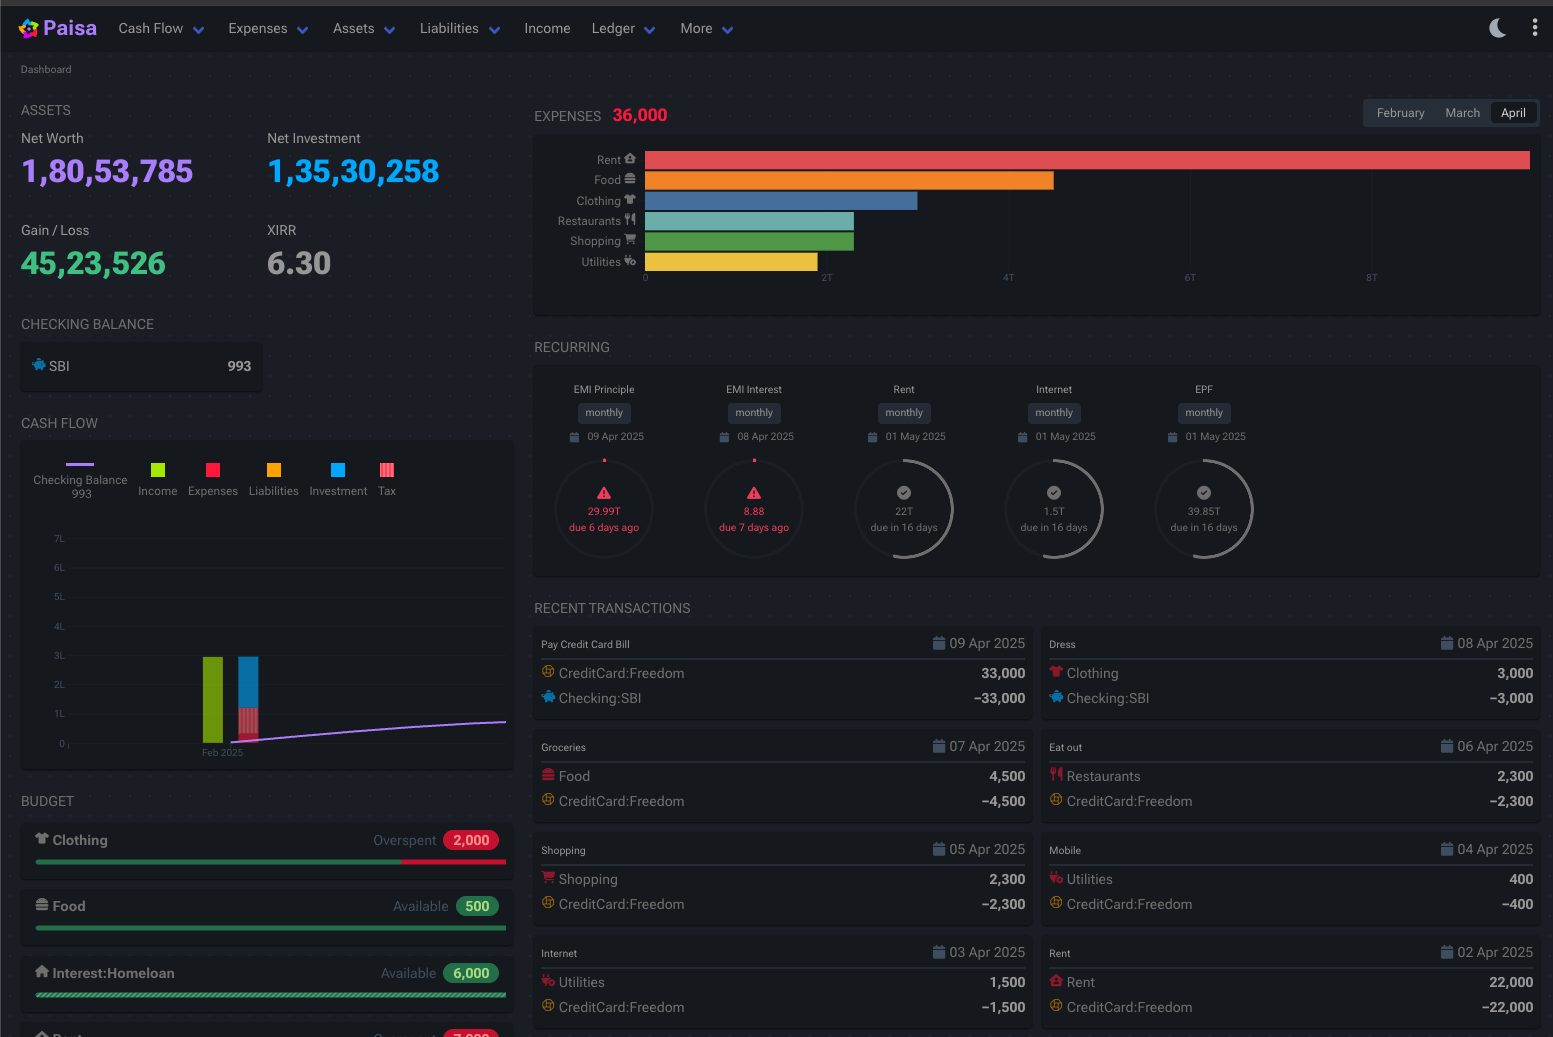 Paisa
Cash Flow
Expenses
Assets
Liabilities
Income
Ledger
More
Dashboard
ASSETS
Net Worth
1,80,53,785
Net Investment
1,35,30,258
Gain / Loss
45,23,526
XIRR
6.30
CHECKING BALANCE
SBI 993
CASH FLOW
Checking Balance
993
Income
Expenses
Liabilities
Investment
Tax
7L
6L
5L
4L
3L
2L
1L
0
Feb 2025
BUDGET
Clothing Overspent 2,000
Food Available 500
Interest:Homeloan Available 6,000
EXPENSES 36,000
February March April
Rent
Food
Clothing
Restaurants
Shopping
Utilities
0 2T 4T 6T 8T
RECURRING
EMI Principle
monthly
09 Apr 2025
29.99T
due 6 days ago
EMI Interest
monthly
08 Apr 2025
8.88
due 7 days ago
Rent
monthly
01 May 2025
22T
due in 16 days
Internet
monthly
01 May 2025
1.5T
due in 16 days
EPF
monthly
01 May 2025
39.85T
due in 16 days
RECENT TRANSACTIONS
Pay Credit Card Bill 09 Apr 2025
CreditCard:Freedom 33,000
Checking:SBI −33,000
Dress 08 Apr 2025
Clothing 3,000
Checking:SBI −3,000
Groceries 07 Apr 2025
Food 4,500
CreditCard:Freedom −4,500
Eat out 06 Apr 2025
Restaurants 2,300
CreditCard:Freedom −2,300
Shopping 05 Apr 2025
Shopping 2,300
CreditCard:Freedom −2,300
Mobile 04 Apr 2025
Utilities 400
CreditCard:Freedom −400
Internet 03 Apr 2025
Utilities 1,500
CreditCard:Freedom −1,500
Rent 02 Apr 2025
Rent 22,000
CreditCard:Freedom −22,000